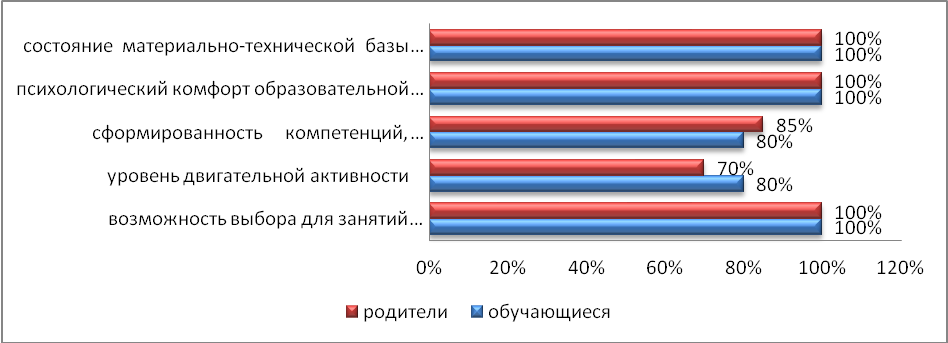 состояние материально-технической базы...
100%
100%
психологический комфорт образовательной...
100%
100%
сформированность компетенций,...
85%
80%
уровень двигательной активности
70%
80%
возможность выбора для занятий...
100%
100%
0% 20% 40% 60% 80% 100% 120%
родители обучающиеся